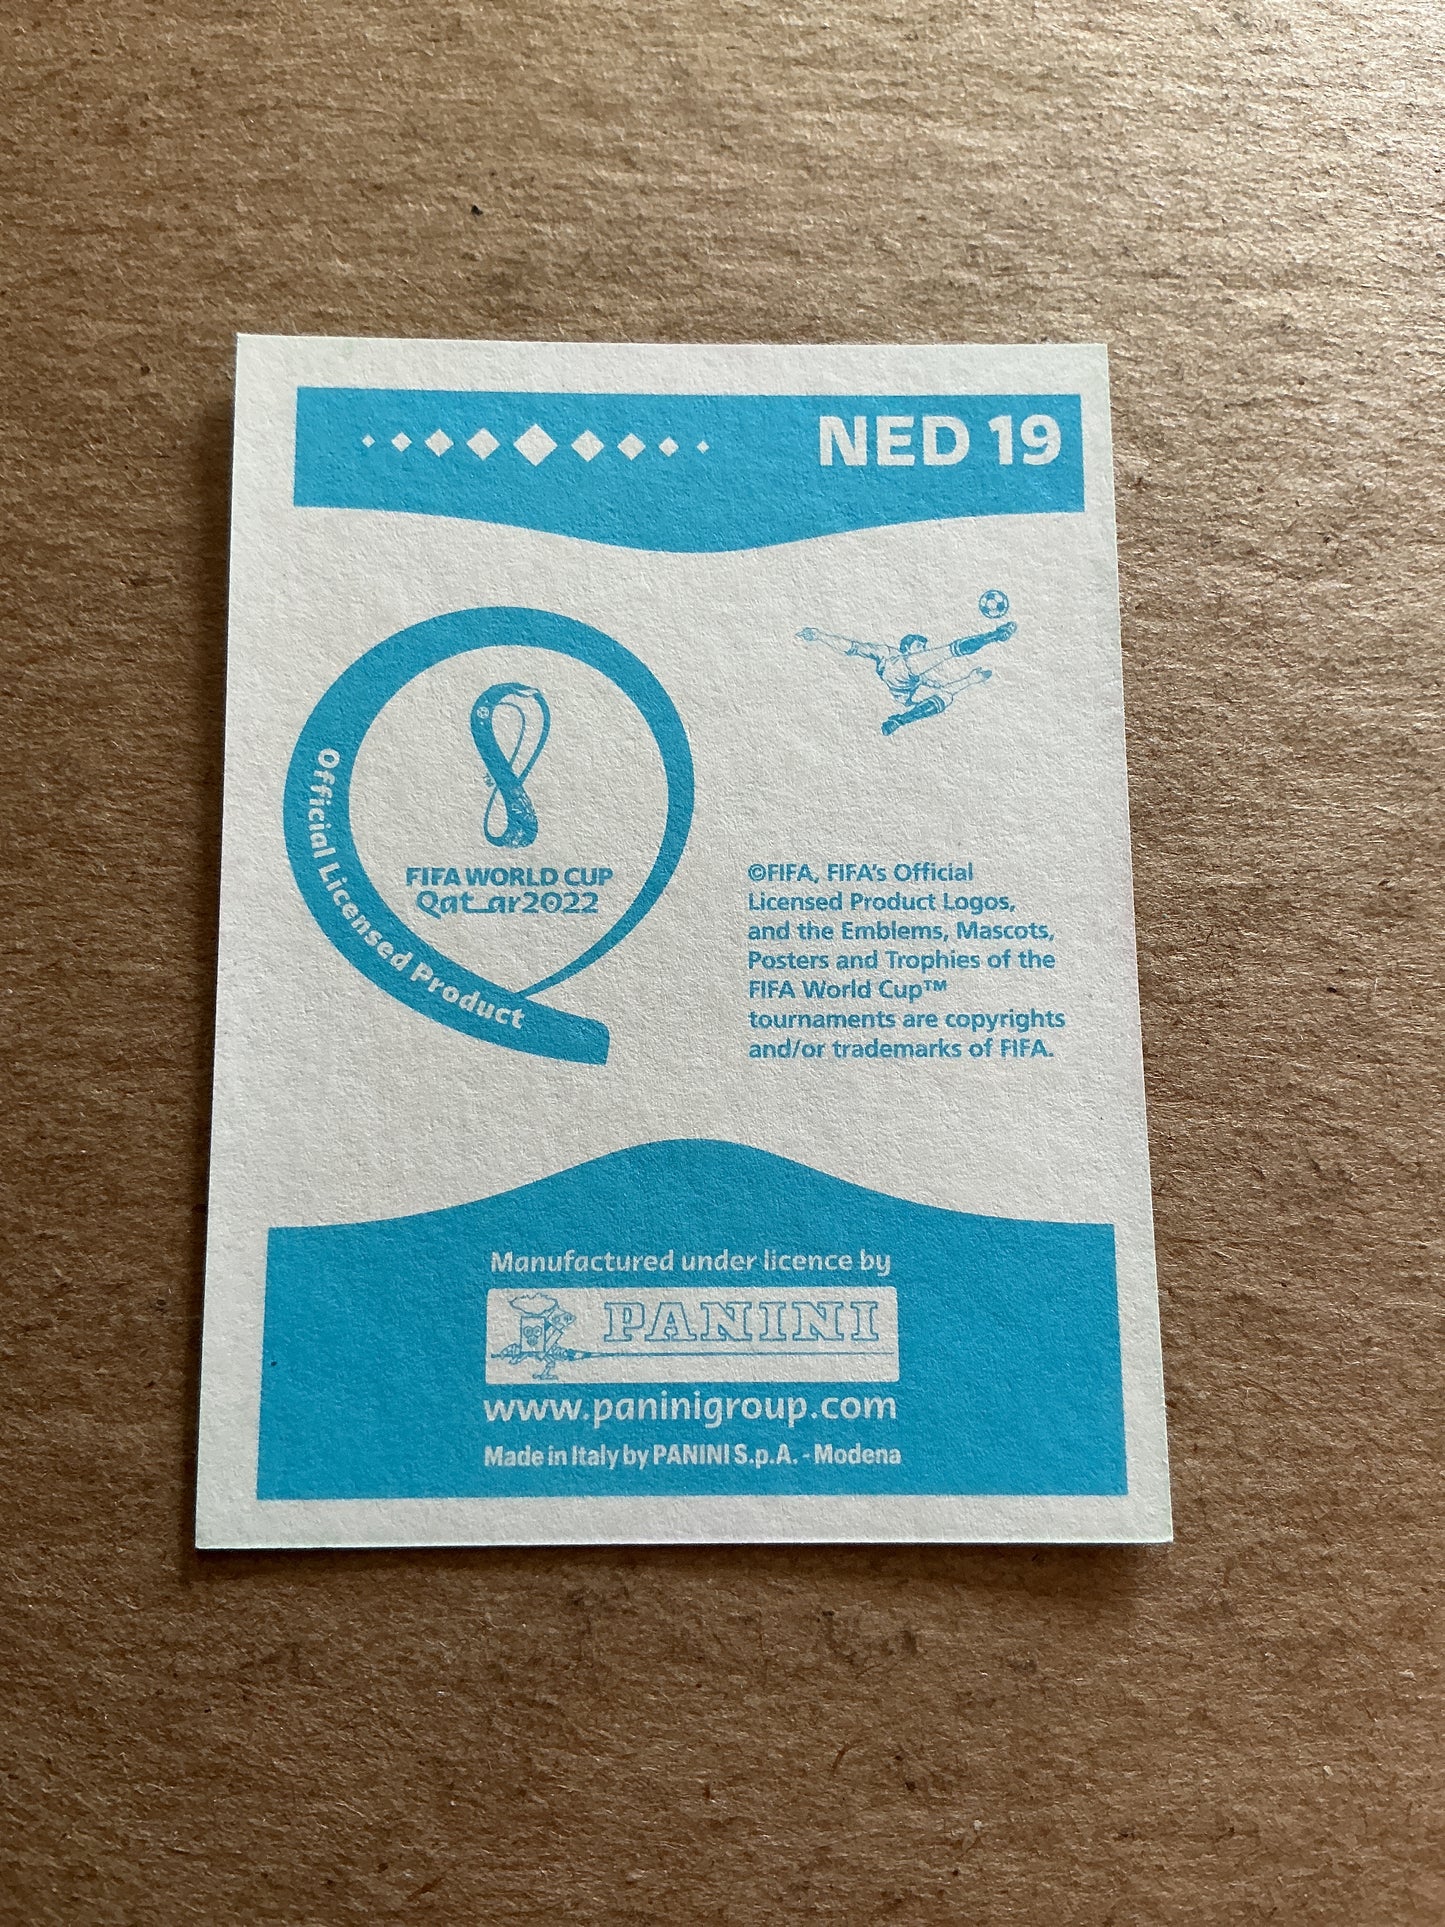 NED 19
Official Licensed Product
FIFA WORLD CUP
Qatar2022
©FIFA, FIFA's Official
Licensed Product Logos,
and the Emblems, Mascots,
Posters and Trophies of the
FIFA World Cup™
tournaments are copyrights
and/or trademarks of FIFA.
Manufactured under licence by
PANINI
www.paninigroup.com
Made in Italy by PANINI S.p.A. - Modena